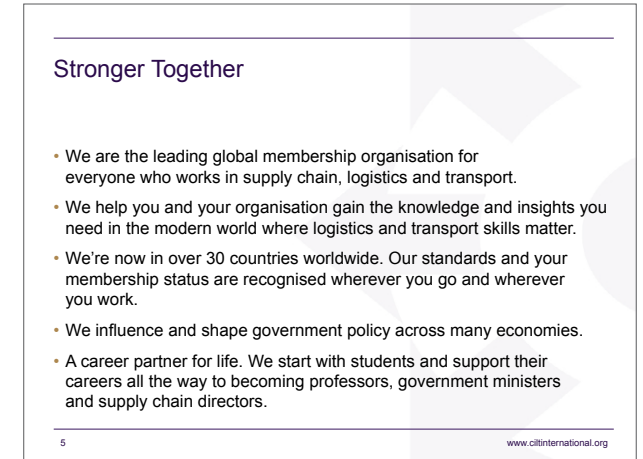 Stronger Together
• We are the leading global membership organisation for
everyone who works in supply chain, logistics and transport.
• We help you and your organisation gain the knowledge and insights you
need in the modern world where logistics and transport skills matter.
• We’re now in over 30 countries worldwide. Our standards and your
membership status are recognised wherever you go and wherever
you work.
• We influence and shape government policy across many economies.
• A career partner for life. We start with students and support their
careers all the way to becoming professors, government ministers
and supply chain directors.
5 www.ciltinternational.org